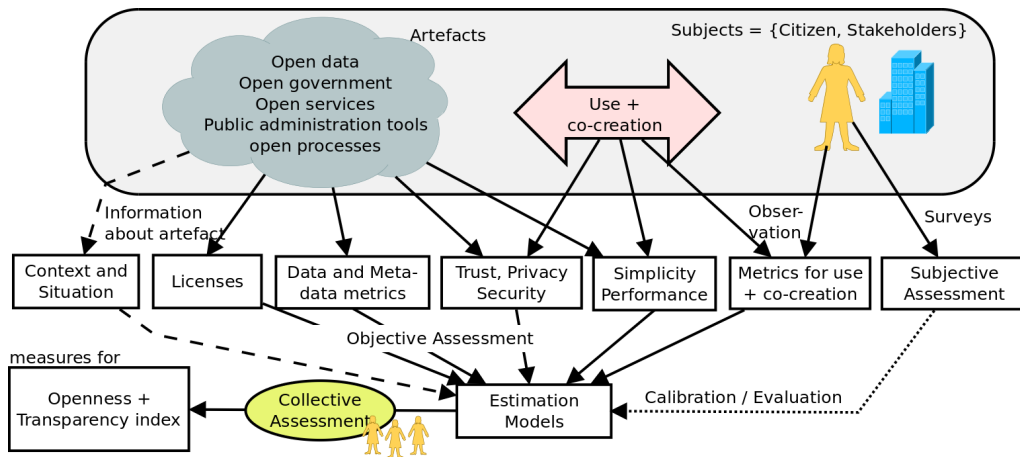 Artefacts
Subjects = {Citizen, Stakeholders}
Open data
Open government
Open services
Public administration tools
open processes
Use +
co-creation
Information
about artefact
Obser-
vation
Surveys
Context and
Situation
Licenses
Data and Meta-
data metrics
Trust, Privacy
Security
Simplicity
Performance
Metrics for use
+ co-creation
Subjective
Assessment
Objective Assessment
measures for
Openness +
Transparency index
Collective
Assessment
Estimation
Models
Calibration / Evaluation